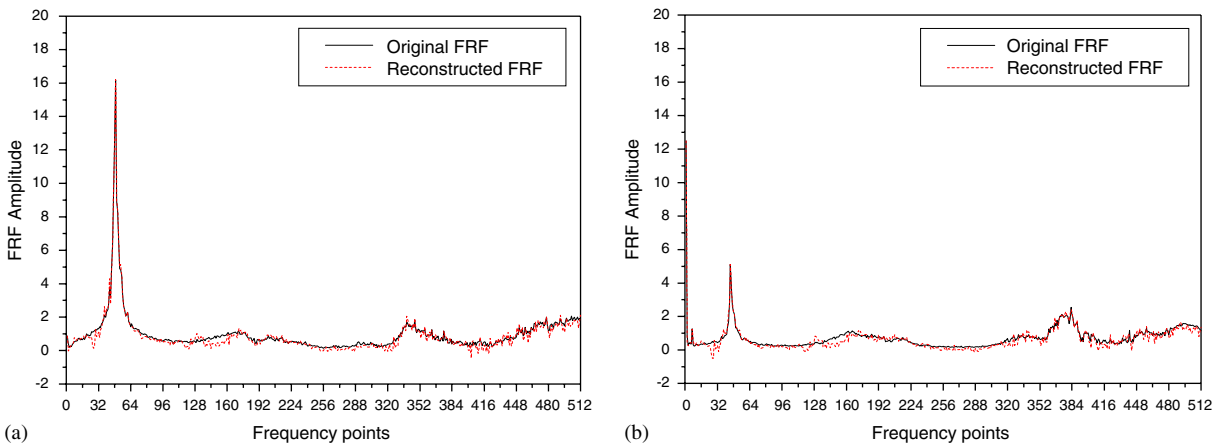 20
18
16
14
12
10
8
6
4
2
0
-2
FRF Amplitude
Original FRF
Reconstructed FRF
0 32 64 96 128 160 192 224 256 288 320 352 384 416 448 480 512
Frequency points
(a)
20
18
16
14
12
10
8
6
4
2
0
-2
FRF Amplitude
Original FRF
Reconstructed FRF
0 32 64 96 128 160 192 224 256 288 320 352 384 416 448 480 512
Frequency points
(b)